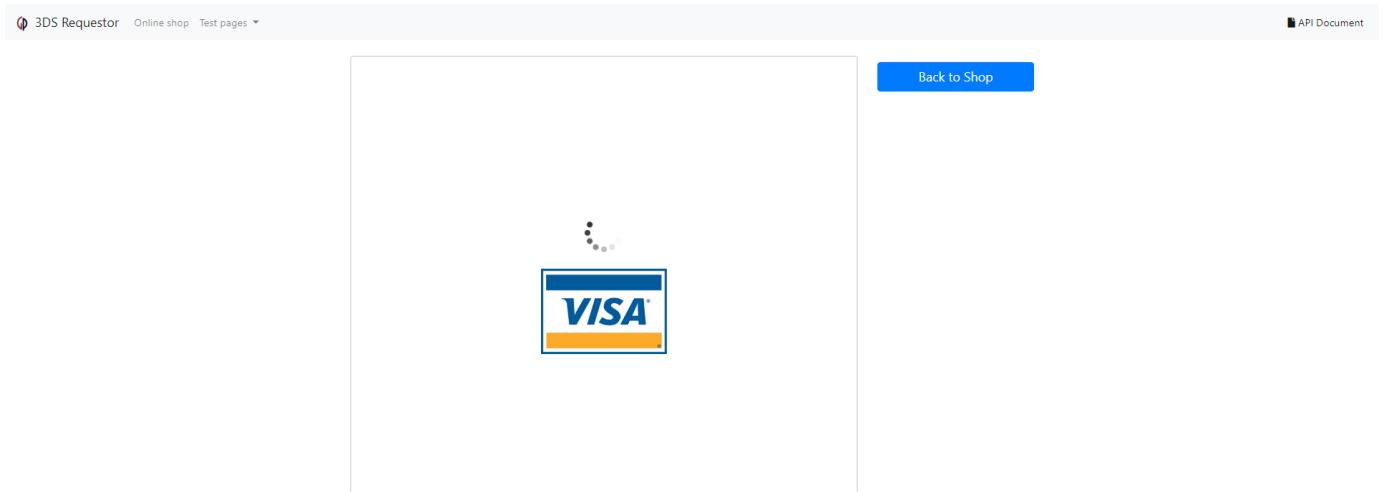 3DS Requestor Online shop Test pages API Document
Back to Shop
VISA